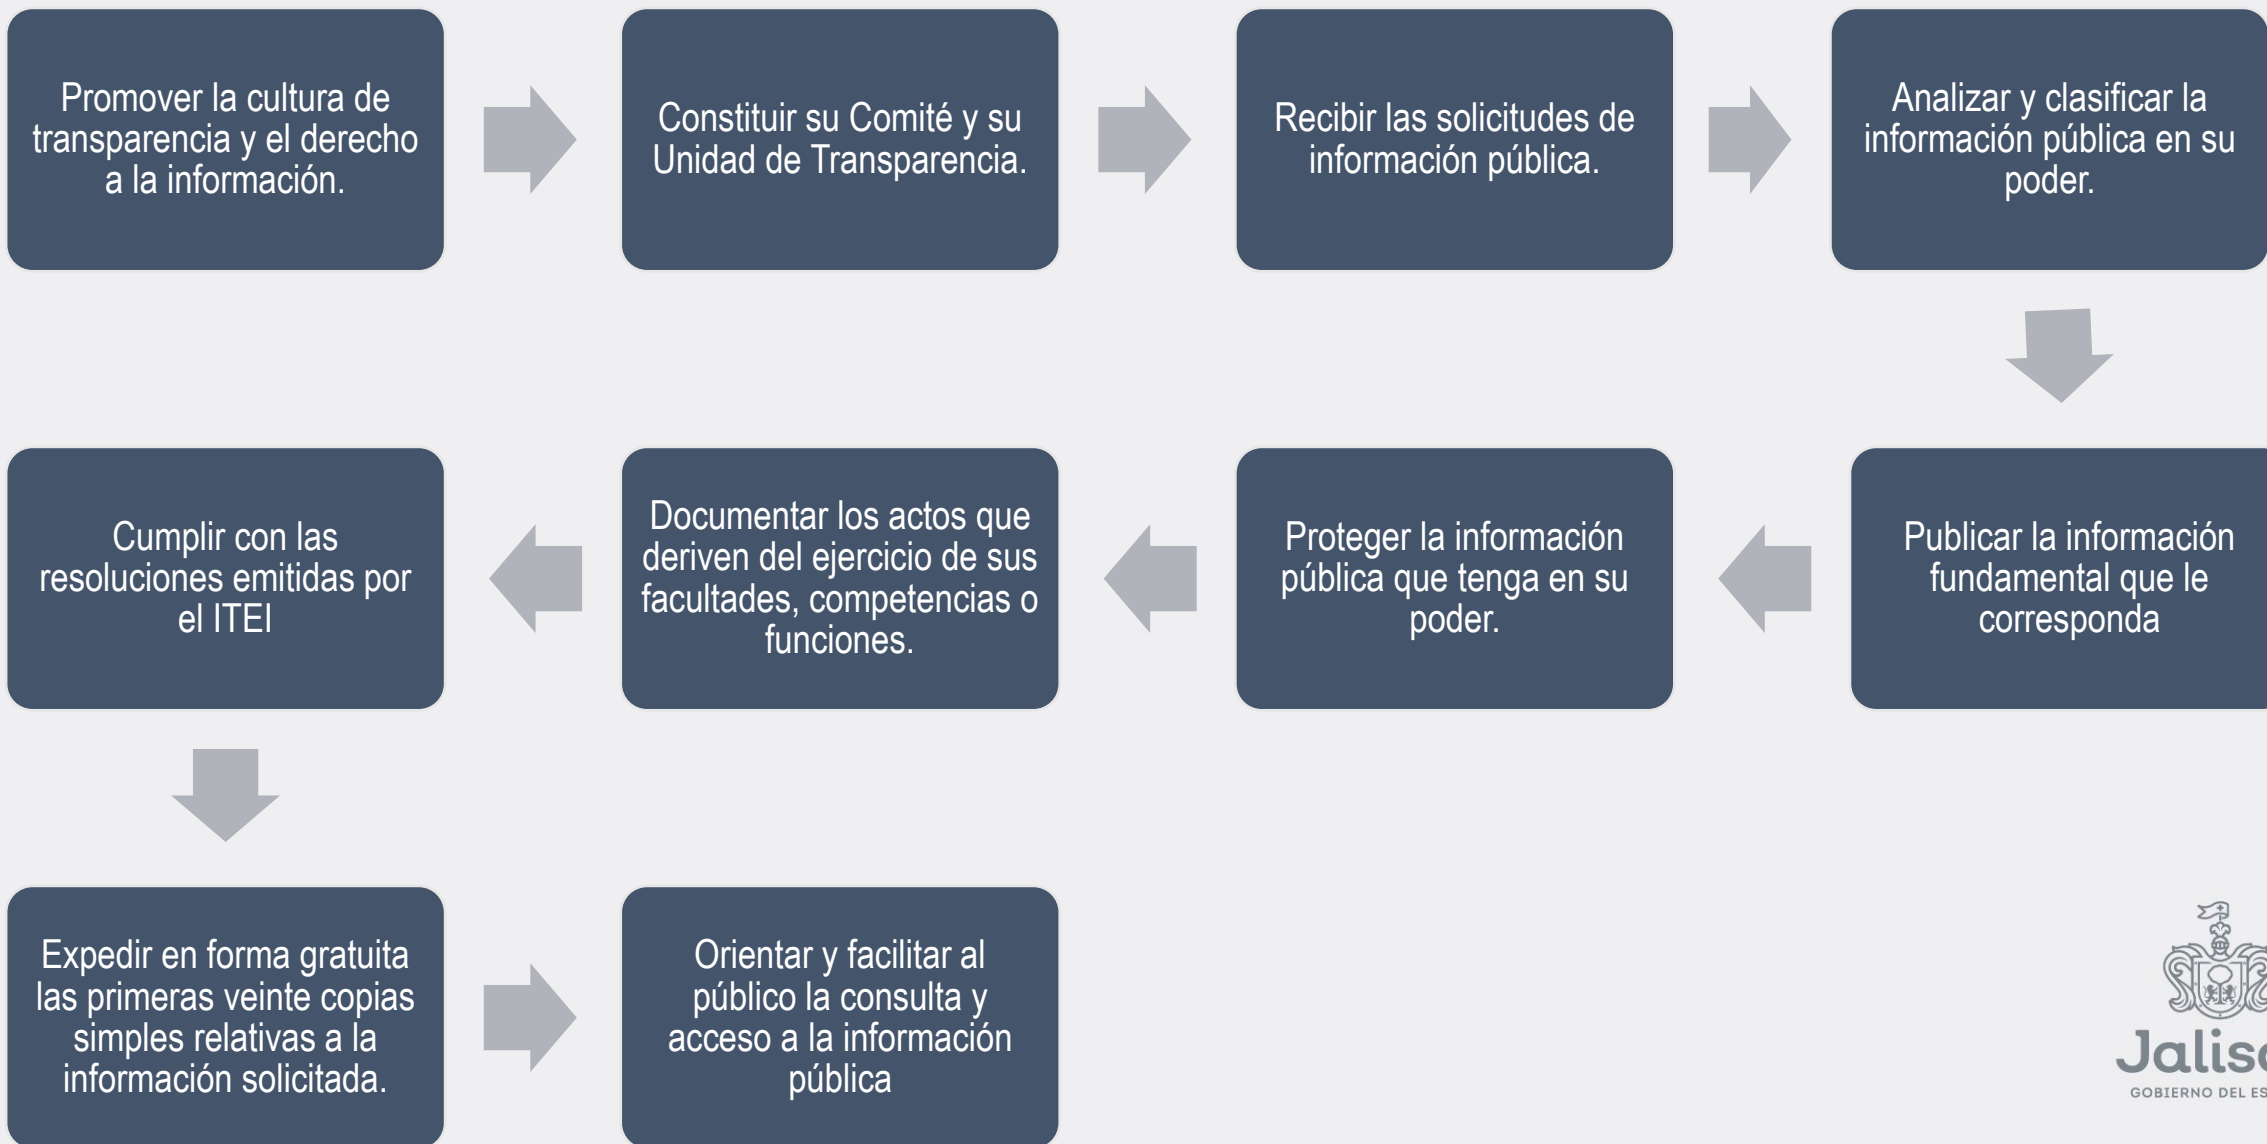 Promover la cultura de
transparencia y el derecho
a la información.
Constituir su Comité y su
Unidad de Transparencia.
Recibir las solicitudes de
información pública.
Analizar y clasificar la
información pública en su
poder.
Publicar la información
fundamental que le
corresponda
Proteger la información
pública que tenga en su
poder.
Documentar los actos que
deriven del ejercicio de sus
facultades, competencias o
funciones.
Cumplir con las
resoluciones emitidas por
el ITEI
Expedir en forma gratuita
las primeras veinte copias
simples relativas a la
información solicitada.
Orientar y facilitar al
público la consulta y
acceso a la información
pública
GOBIERNO DEL